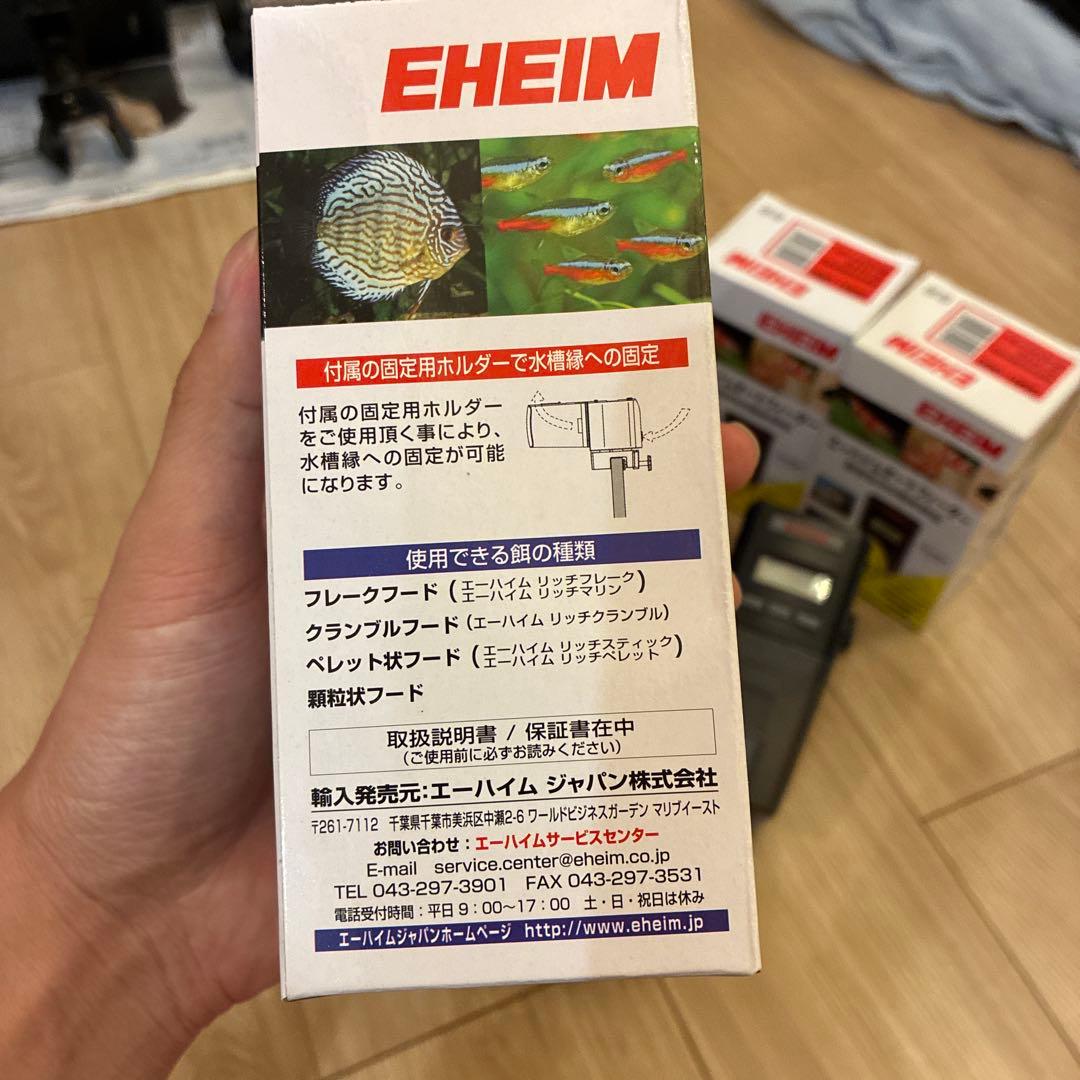 EHEIM
付属の固定用ホルダーで水槽縁への固定
付属の固定用ホルダー
をご使用頂く事により、
水槽縁への固定が可能
になります。
使用できる餌の種類
フレークフード(エーハイム リッチフレーク
エーハイム リッチマリン)
クランブルフード(エーハイム リッチクランブル)
ペレット状フード(エーハイム リッチスティック
エーハイム リッチペレット)
顆粒状フード
取扱説明書 / 保証書在中
(ご使用前に必ずお読みください)
輸入発売元:エーハイム ジャパン株式会社
〒261-7112 千葉県千葉市美浜区中瀬2-6 ワールドビジネスガーデン マリブイースト
お問い合わせ:エーハイムサービスセンター
E-mail service.center@eheim.co.jp
TEL 043-297-3901 FAX 043-297-3531
電話受付時間:平日 9:00〜17:00 土・日・祝日は休み
エーハイムジャパンホームページ http://www.eheim.jp
EHEIM
EHEIM
EHEIM
EHEIM